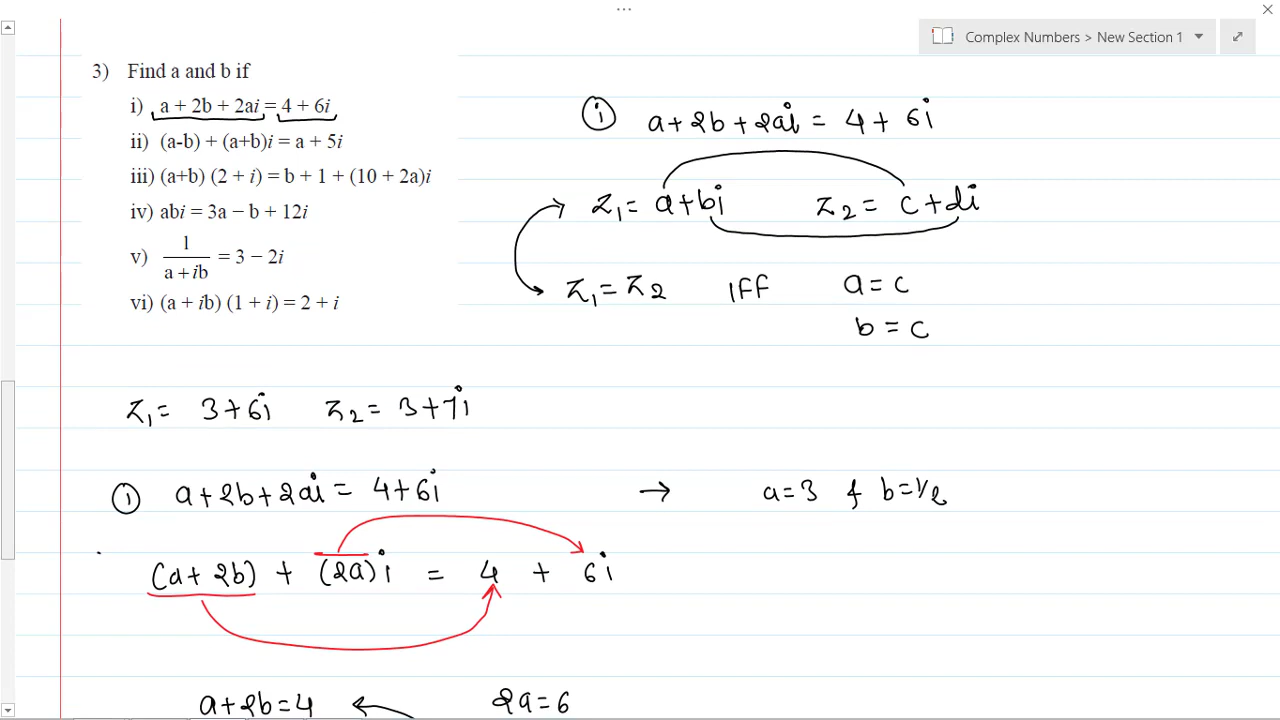 Complex Numbers > New Section 1
3) Find a and b if
i) a + 2b + 2ai = 4 + 6i
ii) (a-b) + (a+b)i = a + 5i
iii) (a+b) (2 + i) = b + 1 + (10 + 2a)i
iv) abi = 3a − b + 12i
v) 1/(a + ib) = 3 − 2i
vi) (a + ib) (1 + i) = 2 + i
① a+2b+2ai = 4+ 6i
z₁= a+bi z₂= c+di
z₁= z₂ IFF a= c
b = c
z₁= 3+6i z₂= 3+7i
① a+2b+2ai = 4+6i → a=3 & b=1/2
(a+2b) + (2a)i = 4 + 6i
a+2b=4 2a=6